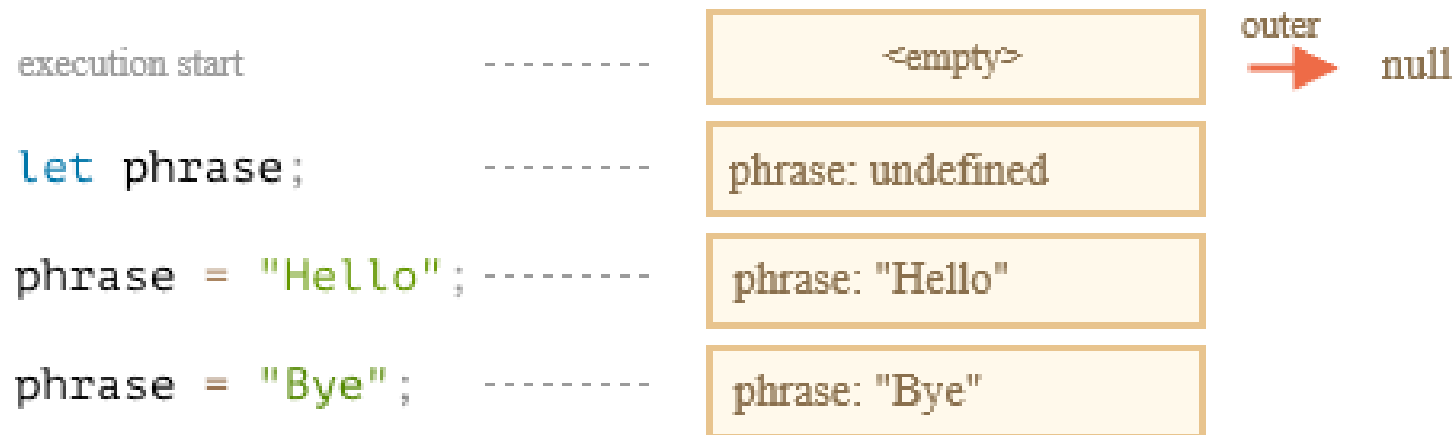 outer
execution start <empty> null
let phrase; phrase: undefined
phrase = "Hello"; phrase: "Hello"
phrase = "Bye"; phrase: "Bye"